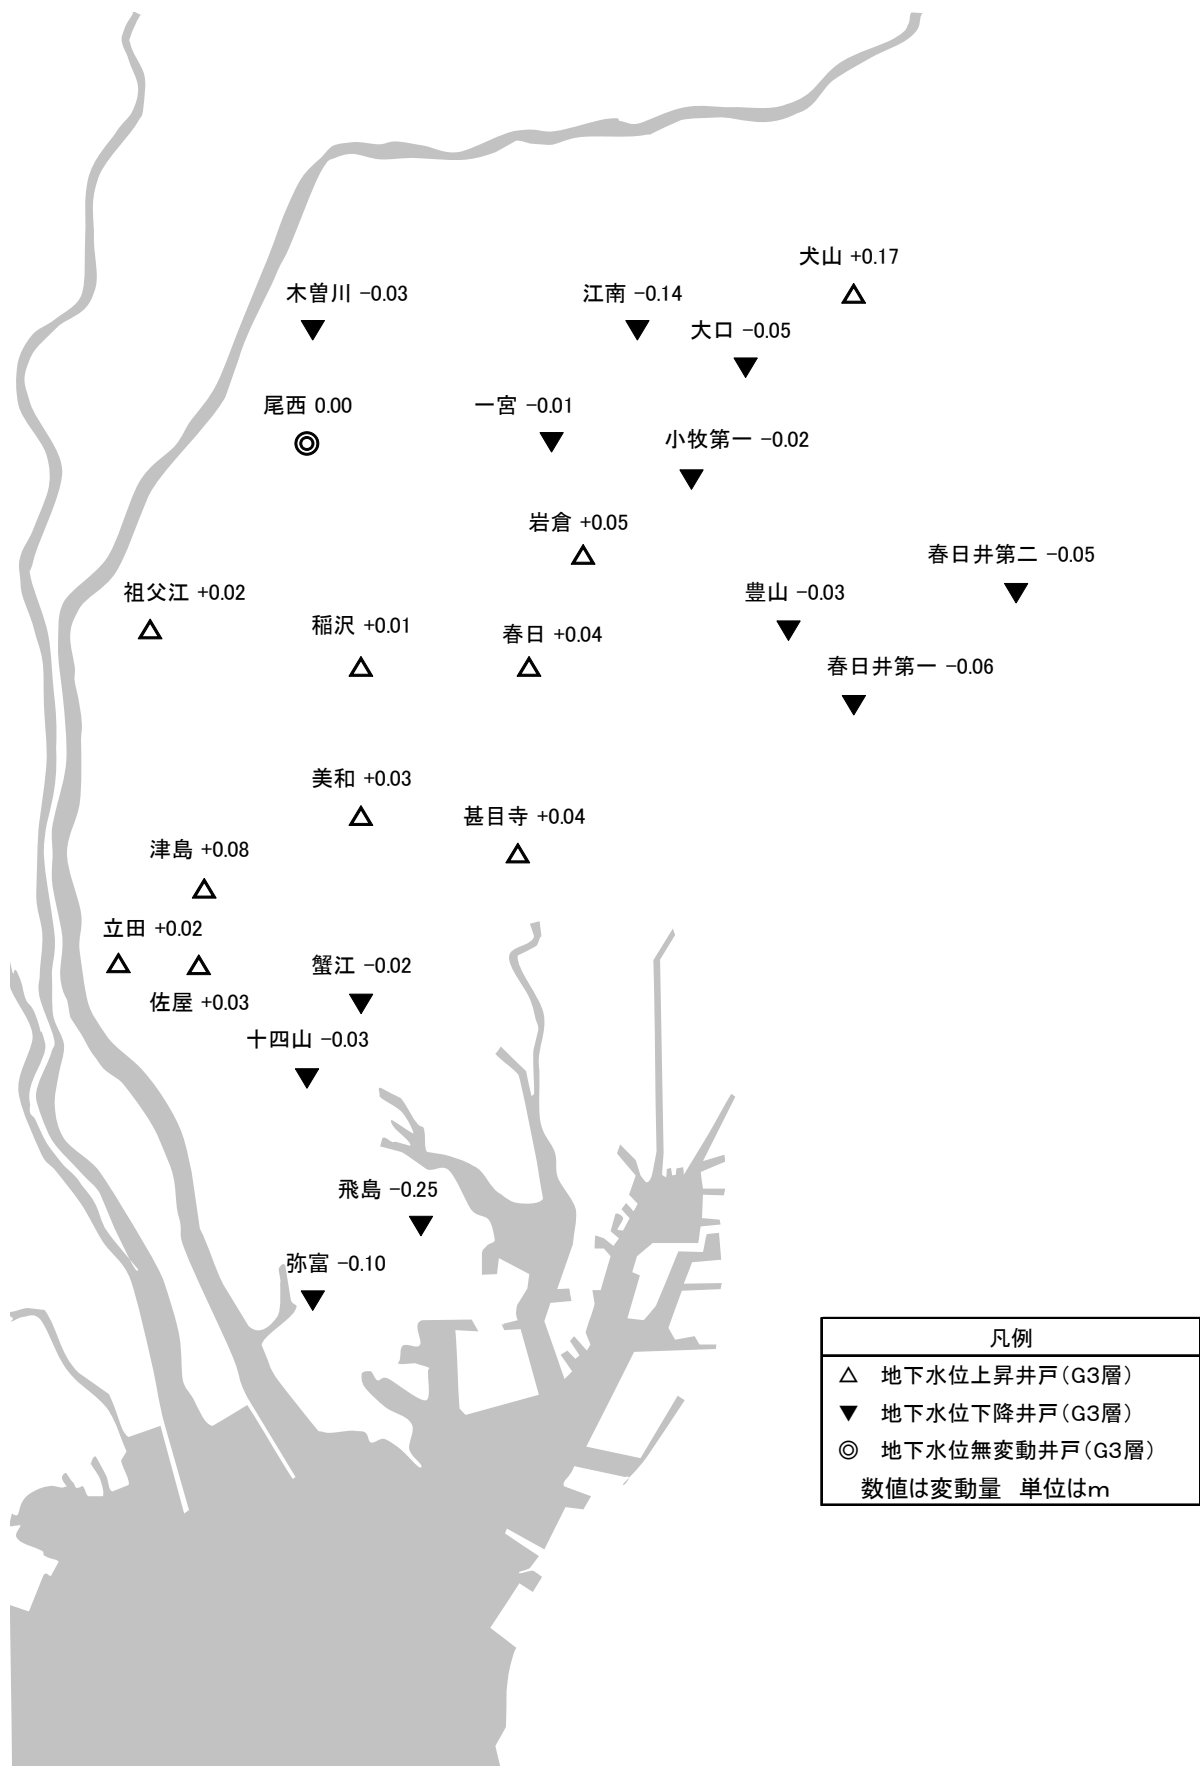 犬山 +0.17
木曽川 −0.03
江南 −0.14
大口 −0.05
尾西 0.00
一宮 −0.01
小牧第一 −0.02
岩倉 +0.05
春日井第二 −0.05
祖父江 +0.02
豊山 −0.03
稲沢 +0.01
春日 +0.04
春日井第一 −0.06
美和 +0.03
甚目寺 +0.04
津島 +0.08
立田 +0.02
蟹江 −0.02
佐屋 +0.03
十四山 −0.03
飛島 −0.25
弥富 −0.10
凡例
△ 地下水位上昇井戸(G3層)
▼ 地下水位下降井戸(G3層)
◎ 地下水位無変動井戸(G3層)
数値は変動量 単位はm